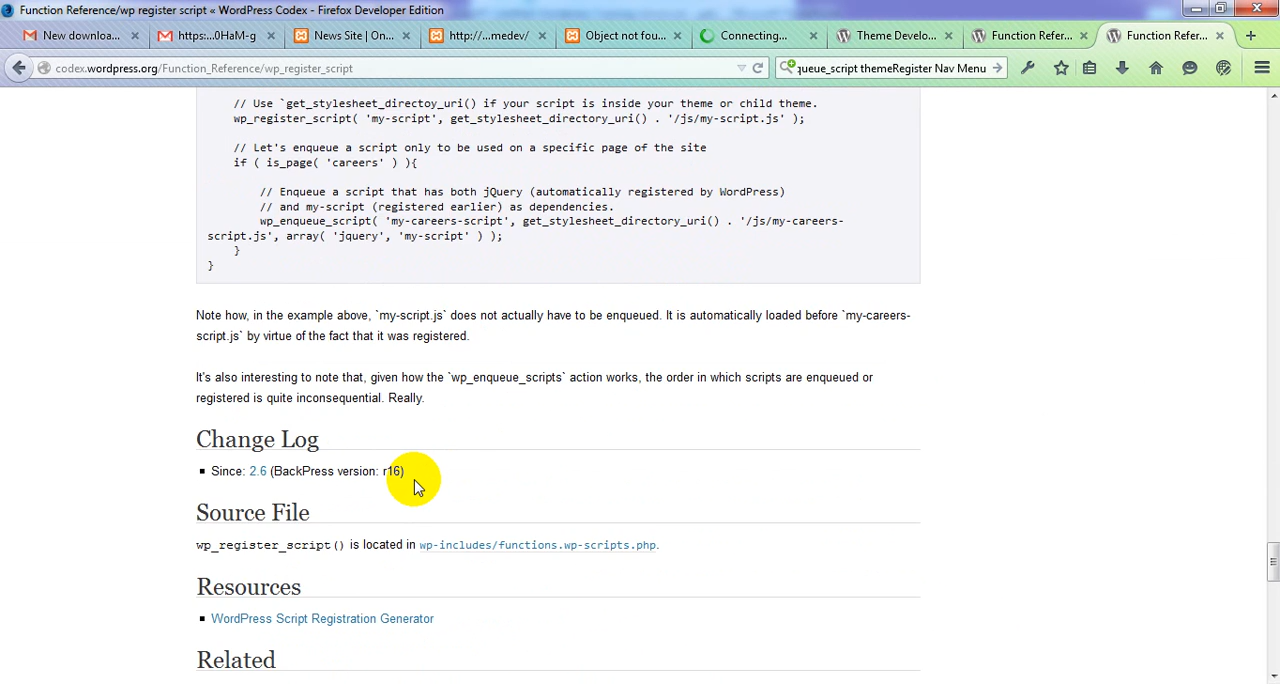 Function Reference/wp register script « WordPress Codex - Firefox Developer Edition
New downloa...
https:...0HaM-g
News Site | On...
http://...medev/
Object not fou...
Connecting...
Theme Develo...
Function Refer...
Function Refer...
codex.wordpress.org/Function_Reference/wp_register_script
queue_script themeRegister Nav Menu
// Use `get_stylesheet_directoy_uri() if your script is inside your theme or child theme.
wp_register_script( 'my-script', get_stylesheet_directory_uri() . '/js/my-script.js' );
// Let's enqueue a script only to be used on a specific page of the site
if ( is_page( 'careers' ) ){
// Enqueue a script that has both jQuery (automatically registered by WordPress)
// and my-script (registered earlier) as dependencies.
wp_enqueue_script( 'my-careers-script', get_stylesheet_directory_uri() . '/js/my-careers-
script.js', array( 'jquery', 'my-script' ) );
}
}
Note how, in the example above, `my-script.js` does not actually have to be enqueued. It is automatically loaded before `my-careers-
script.js` by virtue of the fact that it was registered.
It's also interesting to note that, given how the `wp_enqueue_scripts` action works, the order in which scripts are enqueued or
registered is quite inconsequential. Really.
Change Log
Since: 2.6 (BackPress version: r16)
Source File
wp_register_script() is located in wp-includes/functions.wp-scripts.php.
Resources
WordPress Script Registration Generator
Related